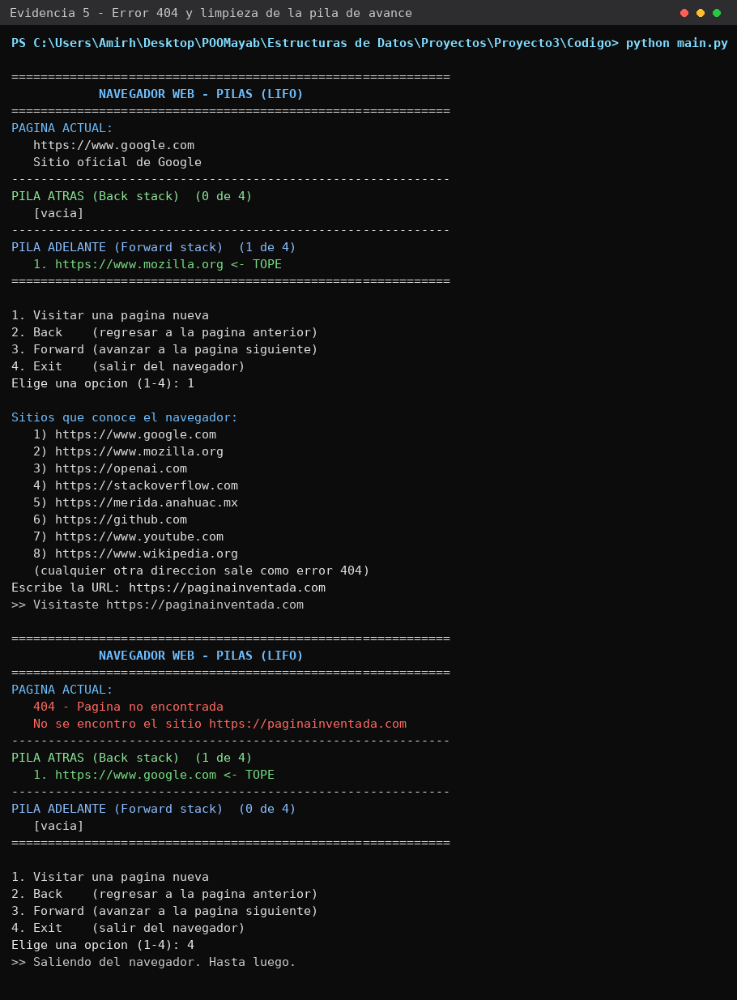 Evidencia 5 - Error 404 y limpieza de la pila de avance
PS C:\Users\Amirh\Desktop\POOMayab\Estructuras de Datos\Proyectos\Proyecto3\Codigo> python main.py
============================================================
NAVEGADOR WEB - PILAS (LIFO)
============================================================
PAGINA ACTUAL:
https://www.google.com
Sitio oficial de Google
------------------------------------------------------------
PILA ATRAS (Back stack)  (0 de 4)
[vacia]
------------------------------------------------------------
PILA ADELANTE (Forward stack)  (1 de 4)
1. https://www.mozilla.org <- TOPE
============================================================
1. Visitar una pagina nueva
2. Back    (regresar a la pagina anterior)
3. Forward (avanzar a la pagina siguiente)
4. Exit    (salir del navegador)
Elige una opcion (1-4): 1
Sitios que conoce el navegador:
1) https://www.google.com
2) https://www.mozilla.org
3) https://openai.com
4) https://stackoverflow.com
5) https://merida.anahuac.mx
6) https://github.com
7) https://www.youtube.com
8) https://www.wikipedia.org
(cualquier otra direccion sale como error 404)
Escribe la URL: https://paginainventada.com
>> Visitaste https://paginainventada.com
============================================================
NAVEGADOR WEB - PILAS (LIFO)
============================================================
PAGINA ACTUAL:
404 - Pagina no encontrada
No se encontro el sitio https://paginainventada.com
------------------------------------------------------------
PILA ATRAS (Back stack)  (1 de 4)
1. https://www.google.com <- TOPE
------------------------------------------------------------
PILA ADELANTE (Forward stack)  (0 de 4)
[vacia]
============================================================
1. Visitar una pagina nueva
2. Back    (regresar a la pagina anterior)
3. Forward (avanzar a la pagina siguiente)
4. Exit    (salir del navegador)
Elige una opcion (1-4): 4
>> Saliendo del navegador. Hasta luego.